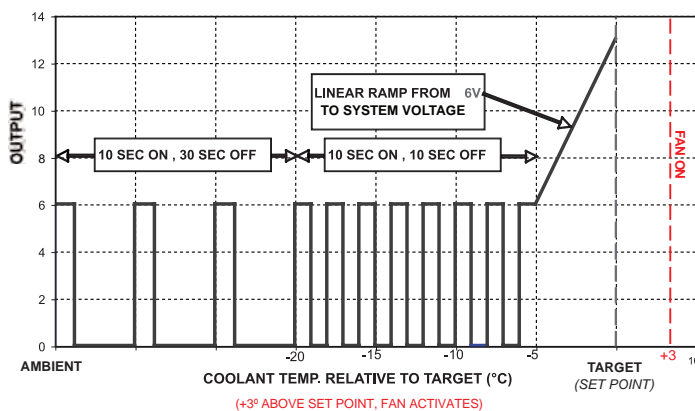 14
12
10
8
6
4
2
0
OUTPUT
LINEAR RAMP FROM 6V
TO SYSTEM VOLTAGE
10 SEC ON , 30 SEC OFF
10 SEC ON , 10 SEC OFF
FAN ON
AMBIENT
-20
-15
-10
-5
TARGET
(SET POINT)
+3
10
COOLANT TEMP. RELATIVE TO TARGET (°C)
(+3º ABOVE SET POINT, FAN ACTIVATES)